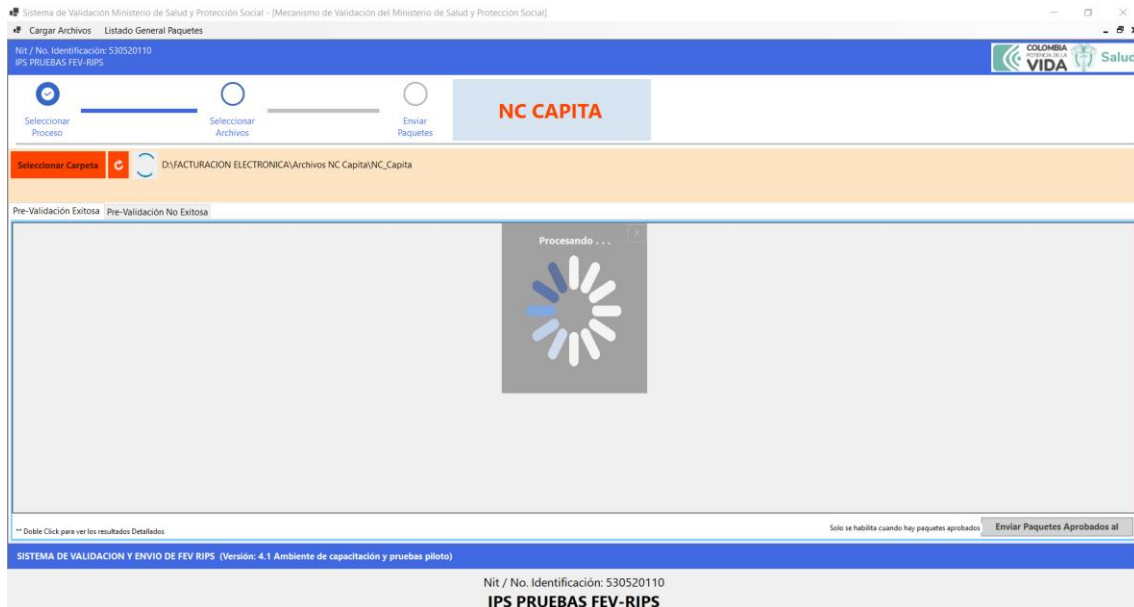 Sistema de Validación Ministerio de Salud y Protección Social - [Mecanismo de Validación del Ministerio de Salud y Protección Social]
Cargar Archivos Listado General Paquetes
Nit / No. Identificación: 530520110
IPS PRUEBAS FEV-RIPS
COLOMBIA
POTENCIA DE LA
VIDA
Salud
Seleccionar
Proceso
Seleccionar
Archivos
Enviar
Paquetes
NC CAPITA
Seleccionar Carpeta
D:\FACTURACION ELECTRONICA\Archivos NC Capita\NC_Capita
Pre-Validación Exitosa Pre-Validación No Exitosa
Procesando . . .
X
** Doble Click para ver los resultados Detallados
Solo se habilita cuando hay paquetes aprobados
Enviar Paquetes Aprobados al
SISTEMA DE VALIDACION Y ENVIO DE FEV RIPS (Versión: 4.1 Ambiente de capacitación y pruebas piloto)
Nit / No. Identificación: 530520110
IPS PRUEBAS FEV-RIPS